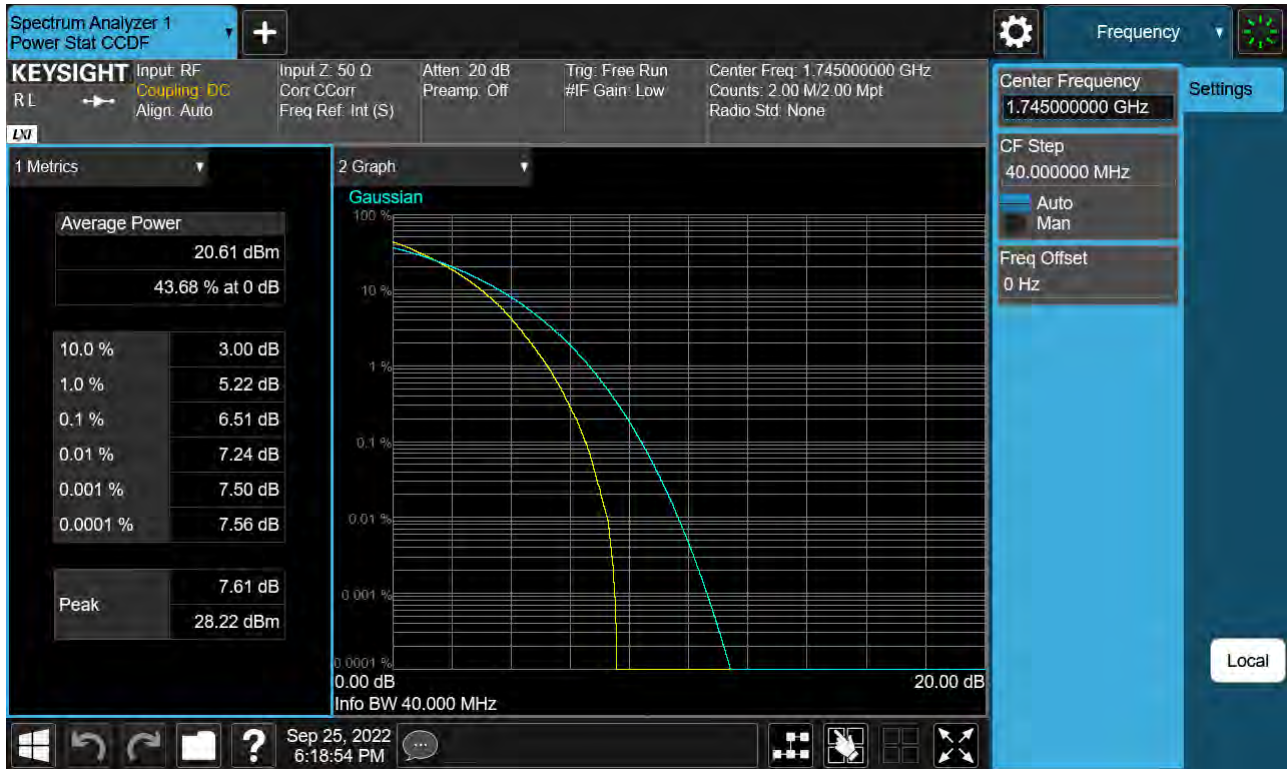 Spectrum Analyzer 1
Power Stat CCDF
Frequency
KEYSIGHT
RL
LXI
Input: RF
Coupling: DC
Align: Auto
Input Z: 50 Ω
Corr CCorr
Freq Ref: Int (S)
Atten: 20 dB
Preamp: Off
Trig: Free Run
#IF Gain: Low
Center Freq: 1.745000000 GHz
Counts: 2.00 M/2.00 Mpt
Radio Std: None
Center Frequency
1.745000000 GHz
Settings
CF Step
40.000000 MHz
Auto
Man
Freq Offset
0 Hz
Local
1 Metrics
Average Power
20.61 dBm
43.68 % at 0 dB
10.0 % 3.00 dB
1.0 % 5.22 dB
0.1 % 6.51 dB
0.01 % 7.24 dB
0.001 % 7.50 dB
0.0001 % 7.56 dB
Peak
7.61 dB
28.22 dBm
2 Graph
Gaussian
100 %
10 %
1 %
0.1 %
0.01 %
0.001 %
0.0001 %
0.00 dB 20.00 dB
Info BW 40.000 MHz
?
Sep 25, 2022
6:18:54 PM